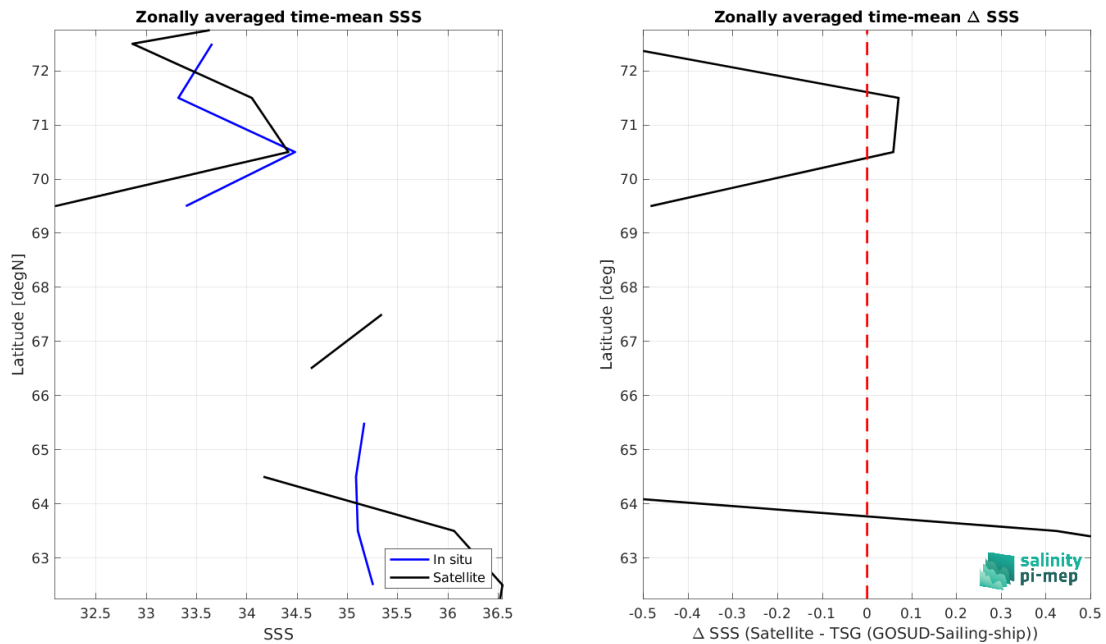 Zonally averaged time-mean SSS
72
71
70
69
68
67
66
65
64
63
Latitude [degN]
32.5 33 33.5 34 34.5 35 35.5 36 36.5
SSS
In situ
Satellite
Zonally averaged time-mean Δ SSS
72
71
70
69
68
67
66
65
64
63
Latitude [deg]
-0.5 -0.4 -0.3 -0.2 -0.1 0 0.1 0.2 0.3 0.4 0.5
Δ SSS (Satellite - TSG (GOSUD-Sailing-ship))
salinity
pi-mep